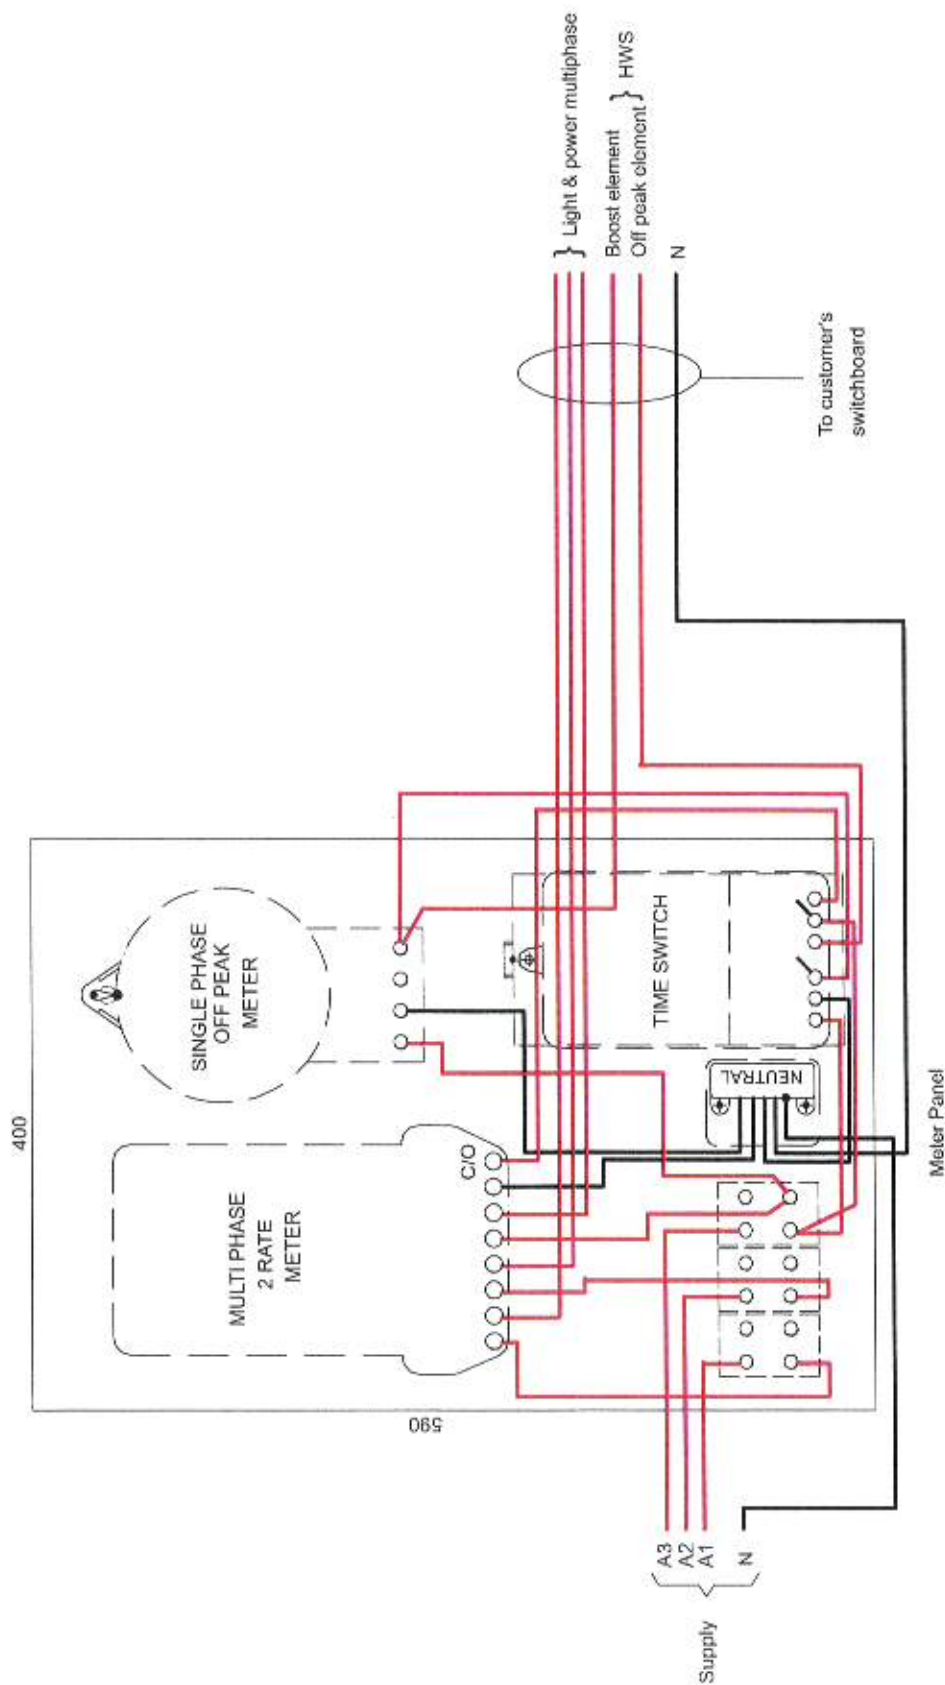 400
590
MULTI PHASE
2 RATE
METER
SINGLE PHASE
OFF PEAK
METER
C/O
TIME SWITCH
NEUTRAL
Supply
A3
A2
A1
N
Light & power multiphase
Boost element
Off peak element
HWS
N
To customer's
switchboard
Meter Panel